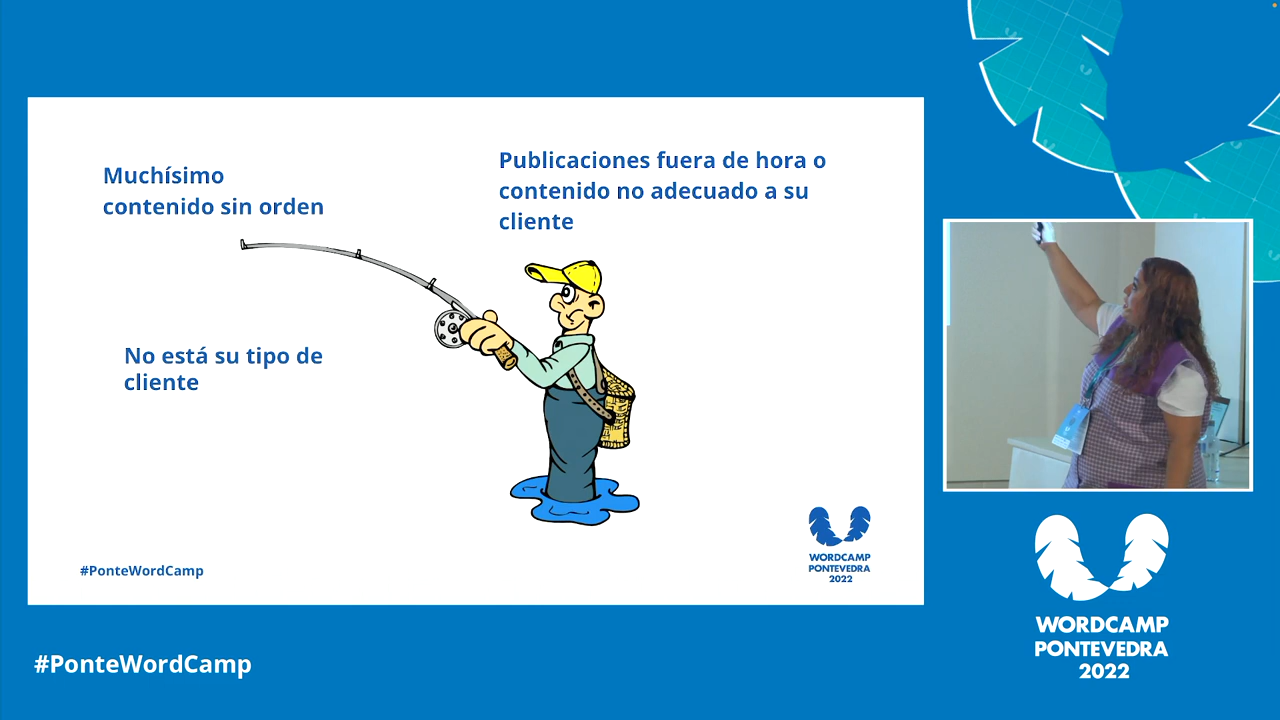 Muchísimo
contenido sin orden
Publicaciones fuera de hora o
contenido no adecuado a su
cliente
No está su tipo de
cliente
#PonteWordCamp
WORDCAMP
PONTEVEDRA
2022
#PonteWordCamp
WORDCAMP
PONTEVEDRA
2022